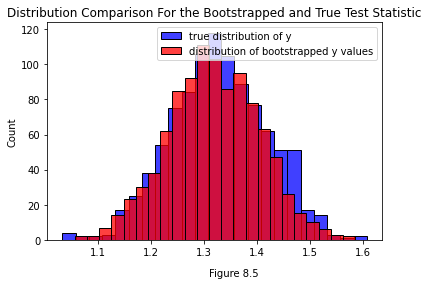 Distribution Comparison For the Bootstrapped and True Test Statistic
true distribution of y
distribution of bootstrapped y values
120
100
80
60
40
20
0
Count
1.1 1.2 1.3 1.4 1.5 1.6
Figure 8.5